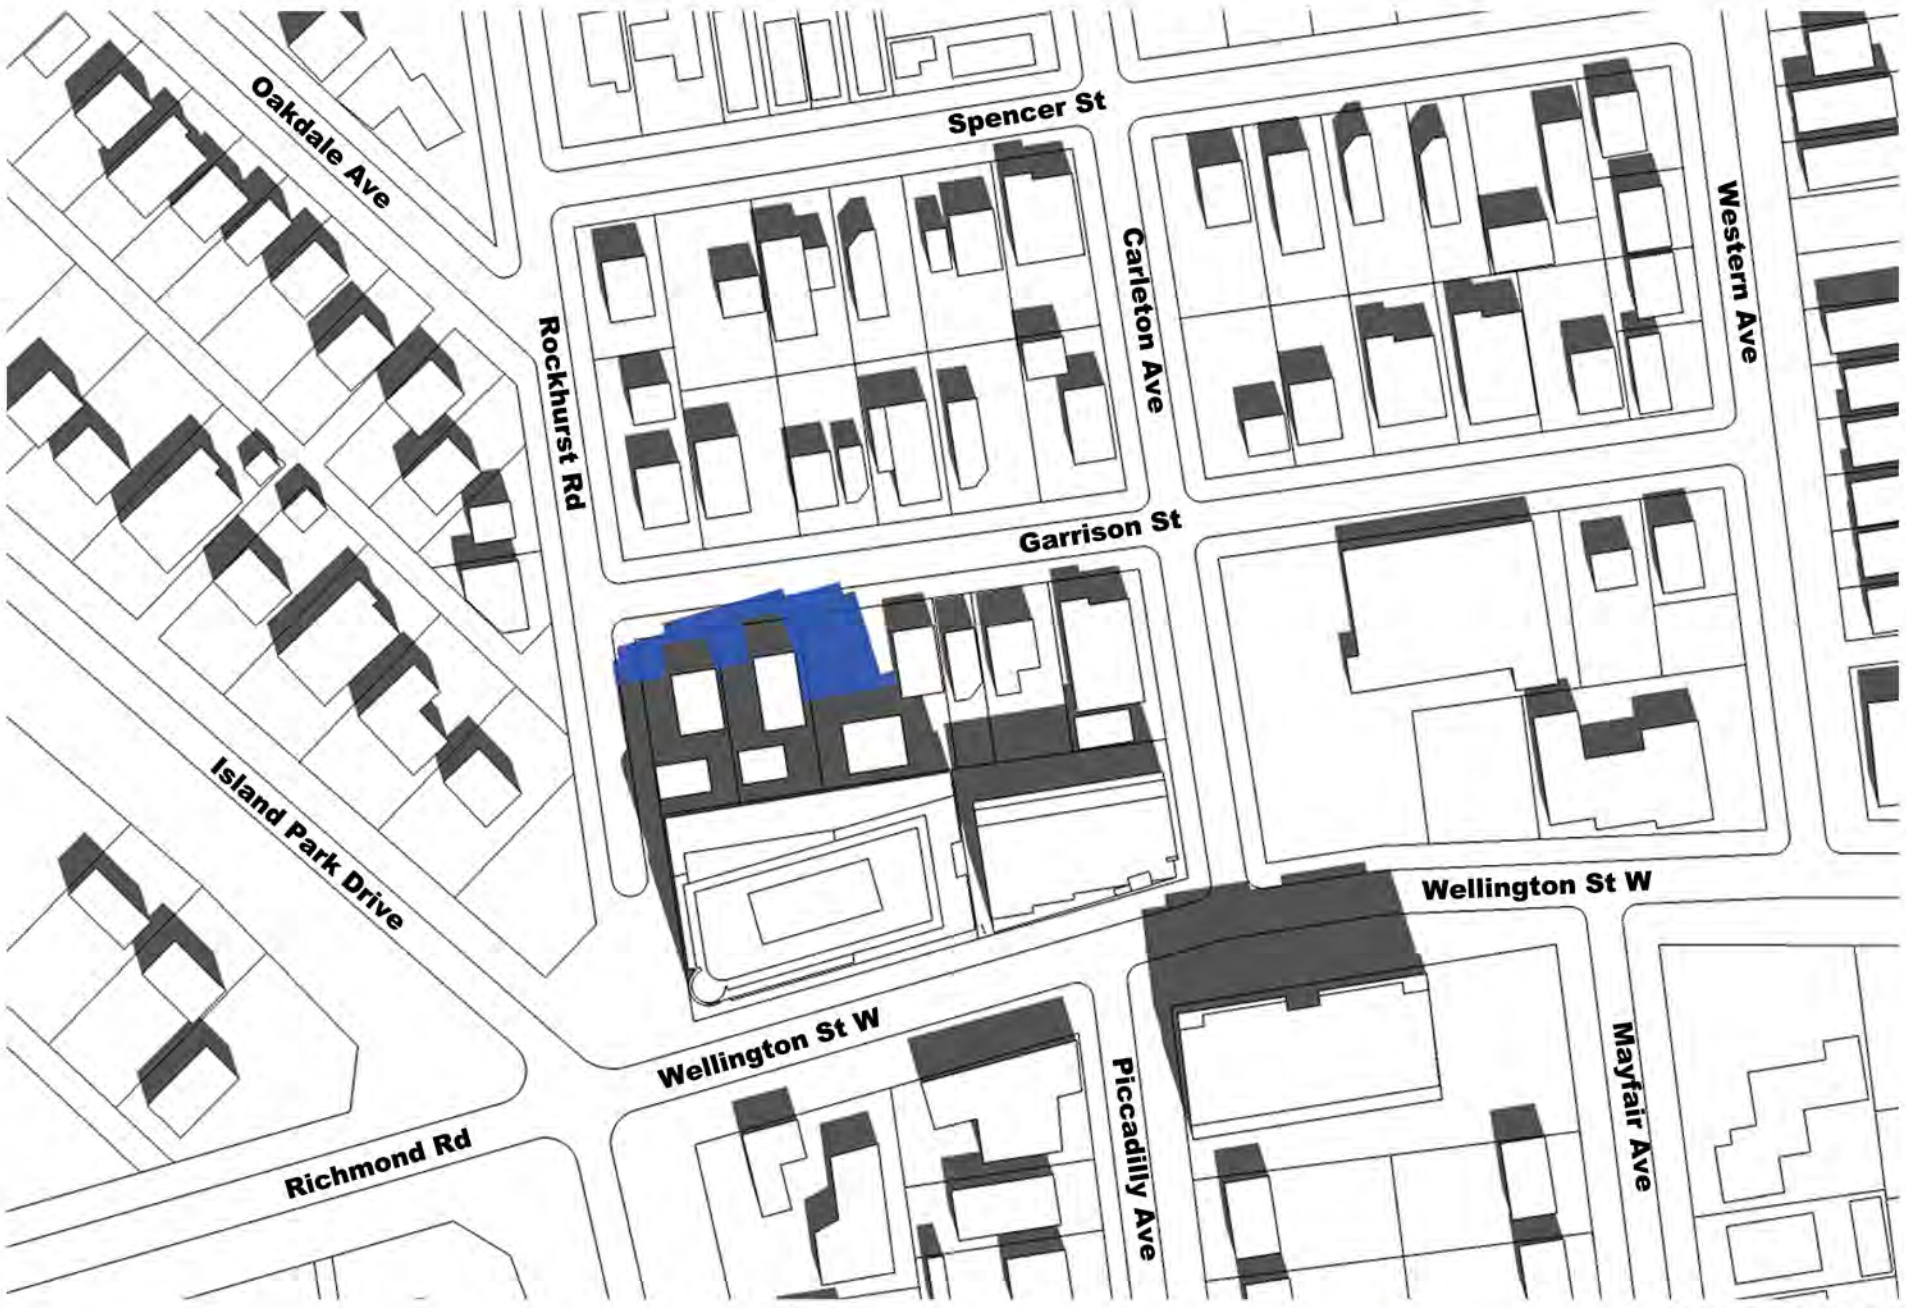 Oakdale Ave
Spencer St
Rockhurst Rd
Carleton Ave
Western Ave
Garrison St
Island Park Drive
Wellington St W
Wellington St W
Richmond Rd
Piccadilly Ave
Mayfair Ave